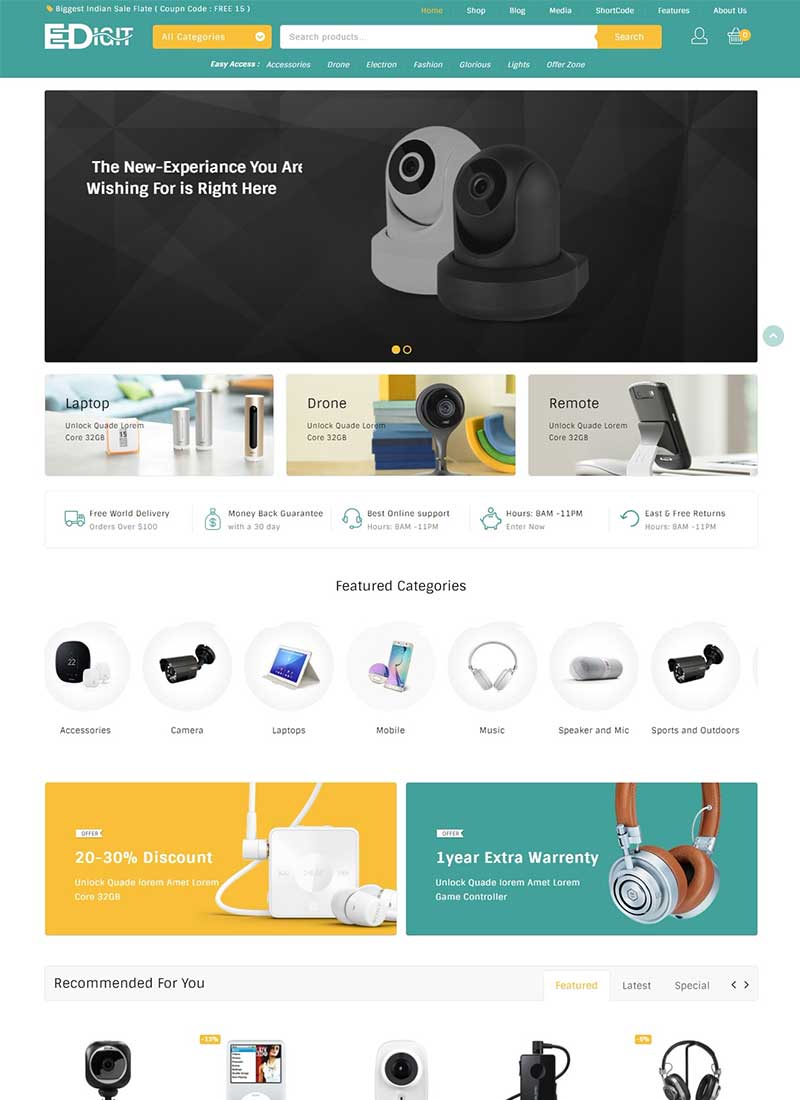 Biggest Indian Sale Flate ( Coupn Code : FREE 15 )
Home Shop Blog Media ShortCode Features About Us
EDIGIT
All Categories
Search products...
Search
0
Easy Access : Accessories Drone Electron Fashion Glorious Lights Offer Zone
The New-Experiance You Are
Wishing For is Right Here
Laptop
Unlock Quade Lorem
Core 32GB
15
Drone
Unlock Quade Lorem
Core 32GB
Remote
Unlock Quade Lorem
Core 32GB
Free World Delivery
Orders Over $100
Money Back Guarantee
with a 30 day
Best Online support
Hours: 8AM -11PM
Hours: 8AM -11PM
Enter Now
East & Free Returns
Hours: 8AM -11PM
Featured Categories
22
Accessories
Camera
Laptops
Mobile
Music
Speaker and Mic
Sports and Outdoors
OFFER
20-30% Discount
Unlock Quade lorem Amet Lorem
Core 32GB
OFFER
1year Extra Warrenty
Unlock Quade lorem Amet Lorem
Game Controller
Recommended For You
Featured Latest Special
-9%